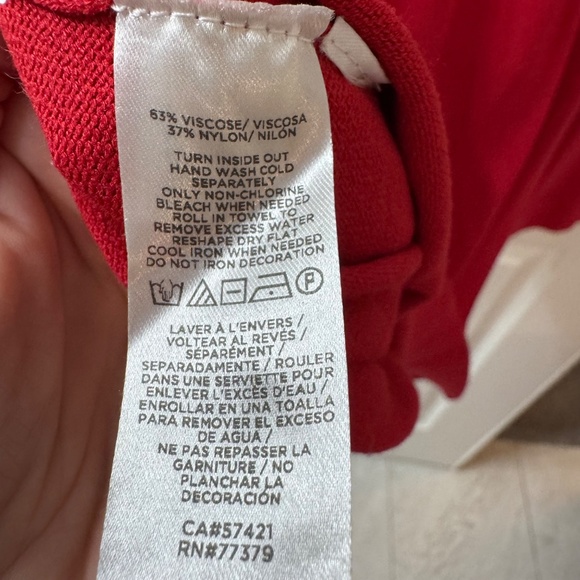 63% VISCOSE/ VISCOSA
37% NYLON/ NILÓN
TURN INSIDE OUT
HAND WASH COLD
SEPARATELY
ONLY NON-CHLORINE
BLEACH WHEN NEEDED
ROLL IN TOWEL TO
REMOVE EXCESS WATER
RESHAPE DRY FLAT
COOL IRON WHEN NEEDED
DO NOT IRON DECORATION
P
LAVER À L'ENVERS /
VOLTEAR AL REVÉS /
SÉPARÉMENT /
SEPARADAMENTE / ROULER
DANS UNE SERVIETTE POUR
ENLEVER L'EXCÈS D'EAU /
ENROLLAR EN UNA TOALLA
PARA REMOVER EL EXCESO
DE AGUA /
NE PAS REPASSER LA
GARNITURE / NO
PLANCHAR LA
DECORACIÓN
CA#57421
RN#77379